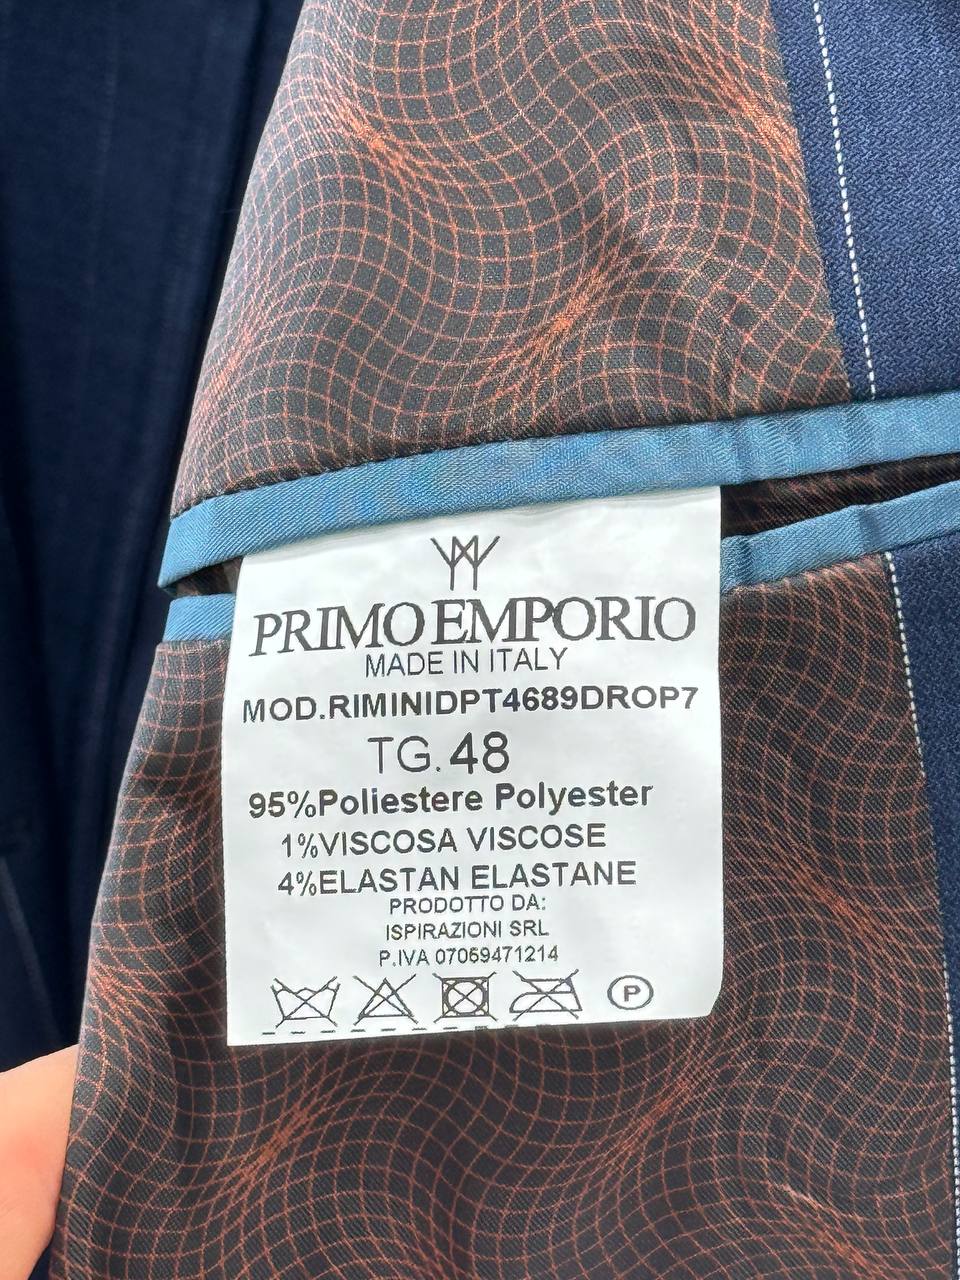 PRIMO EMPORIO
MADE IN ITALY
MOD.RIMINIDPT4689DROP7
TG. 48
95%Poliestere Polyester
1%VISCOSA VISCOSE
4%ELASTAN ELASTANE
PRODOTTO DA:
ISPIRAZIONI SRL
P.IVA 07069471214
P